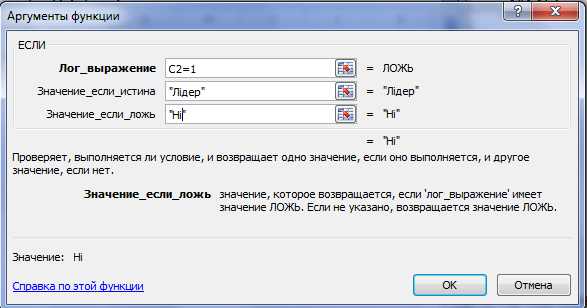 Аргументы функции
ЕСЛИ
Лог_выражение C2=1 = ЛОЖЬ
Значение_если_истина "Лідер" = "Лідер"
Значение_если_ложь "Ні" = "Ні"
= "Ні"
Проверяет, выполняется ли условие, и возвращает одно значение, если оно выполняется, и другое
значение, если нет.
Значение_если_ложь значение, которое возвращается, если 'лог_выражение' имеет
значение ЛОЖЬ. Если не указано, возвращается значение ЛОЖЬ.
Значение: Ні
Справка по этой функции ОК Отмена